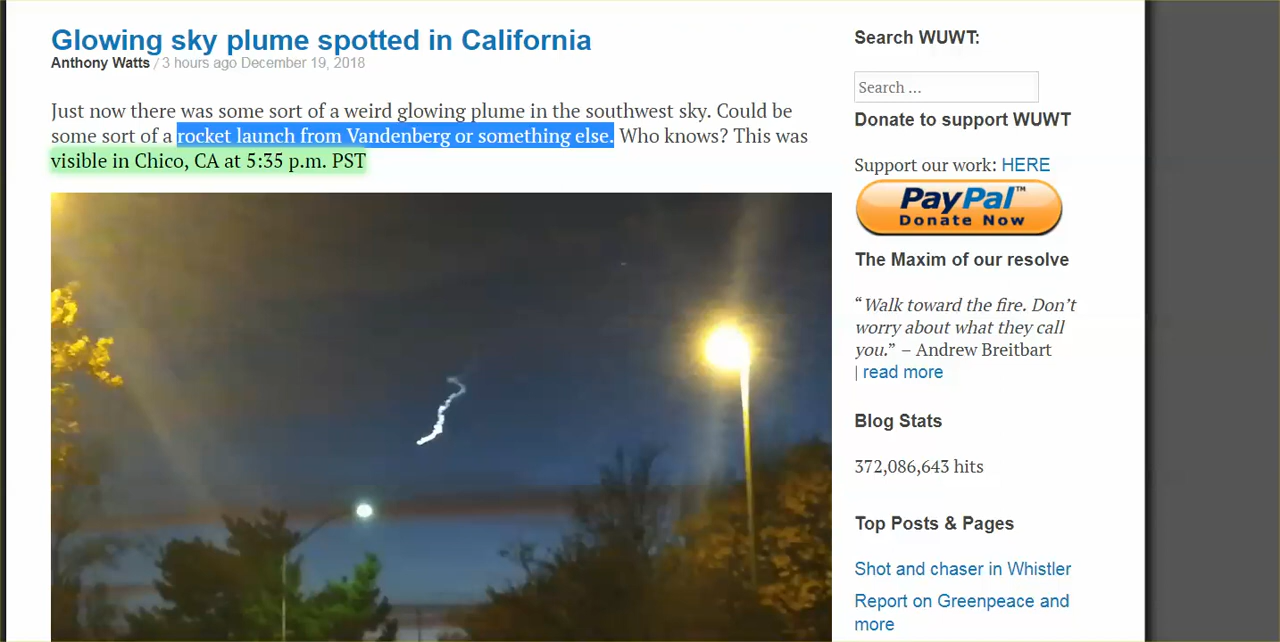 Glowing sky plume spotted in California
Anthony Watts / 3 hours ago December 19, 2018
Just now there was some sort of a weird glowing plume in the southwest sky. Could be
some sort of a rocket launch from Vandenberg or something else. Who knows? This was
visible in Chico, CA at 5:35 p.m. PST
Search WUWT:
Search …
Donate to support WUWT
Support our work: HERE
PayPal™
Donate Now
The Maxim of our resolve
“Walk toward the fire. Don’t
worry about what they call
you.” – Andrew Breitbart
| read more
Blog Stats
372,086,643 hits
Top Posts & Pages
Shot and chaser in Whistler
Report on Greenpeace and
more